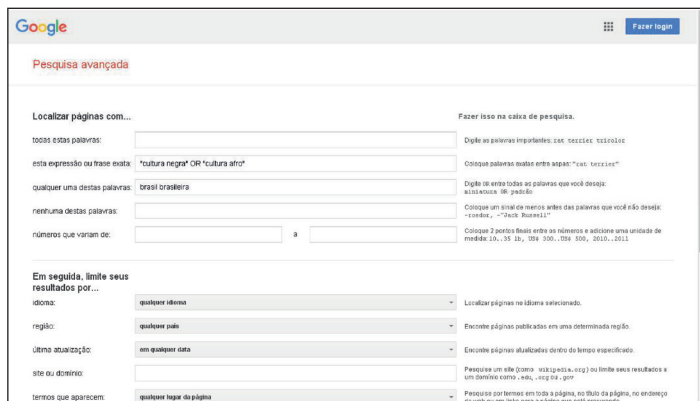 Google
Fazer login
Pesquisa avançada
Localizar páginas com...
Fazer isso na caixa de pesquisa.
todas estas palavras:
Digite as palavras importantes: rat terrier tricolor
esta expressão ou frase exata:
"cultura negra" OR "cultura afro"
Coloque palavras exatas entre aspas: "rat terrier"
qualquer uma destas palavras:
brasil brasileira
Digite OR entre todas as palavras que você deseja:
miniatura OR padrão
nenhuma destas palavras:
Coloque um sinal de menos antes das palavras que você não deseja:
-roedor, -"Jack Russell"
números que variam de:
a
Coloque 2 pontos finais entre os números e adicione uma unidade de
medida: 10..35 lb, US$ 300..US$ 500, 2010..2011
Em seguida, limite seus
resultados por...
idioma:
qualquer idioma
Localizar páginas no idioma selecionado.
região:
qualquer país
Encontre páginas publicadas em uma determinada região.
última atualização:
em qualquer data
Encontre páginas atualizadas dentro do tempo especificado.
site ou domínio:
Pesquise um site (como wikipedia.org) ou limite seus resultados a
um domínio como .edu, .org ou .gov
termos que aparecem:
qualquer lugar da página
Pesquise por termos em toda a página, no título da página, no endereço